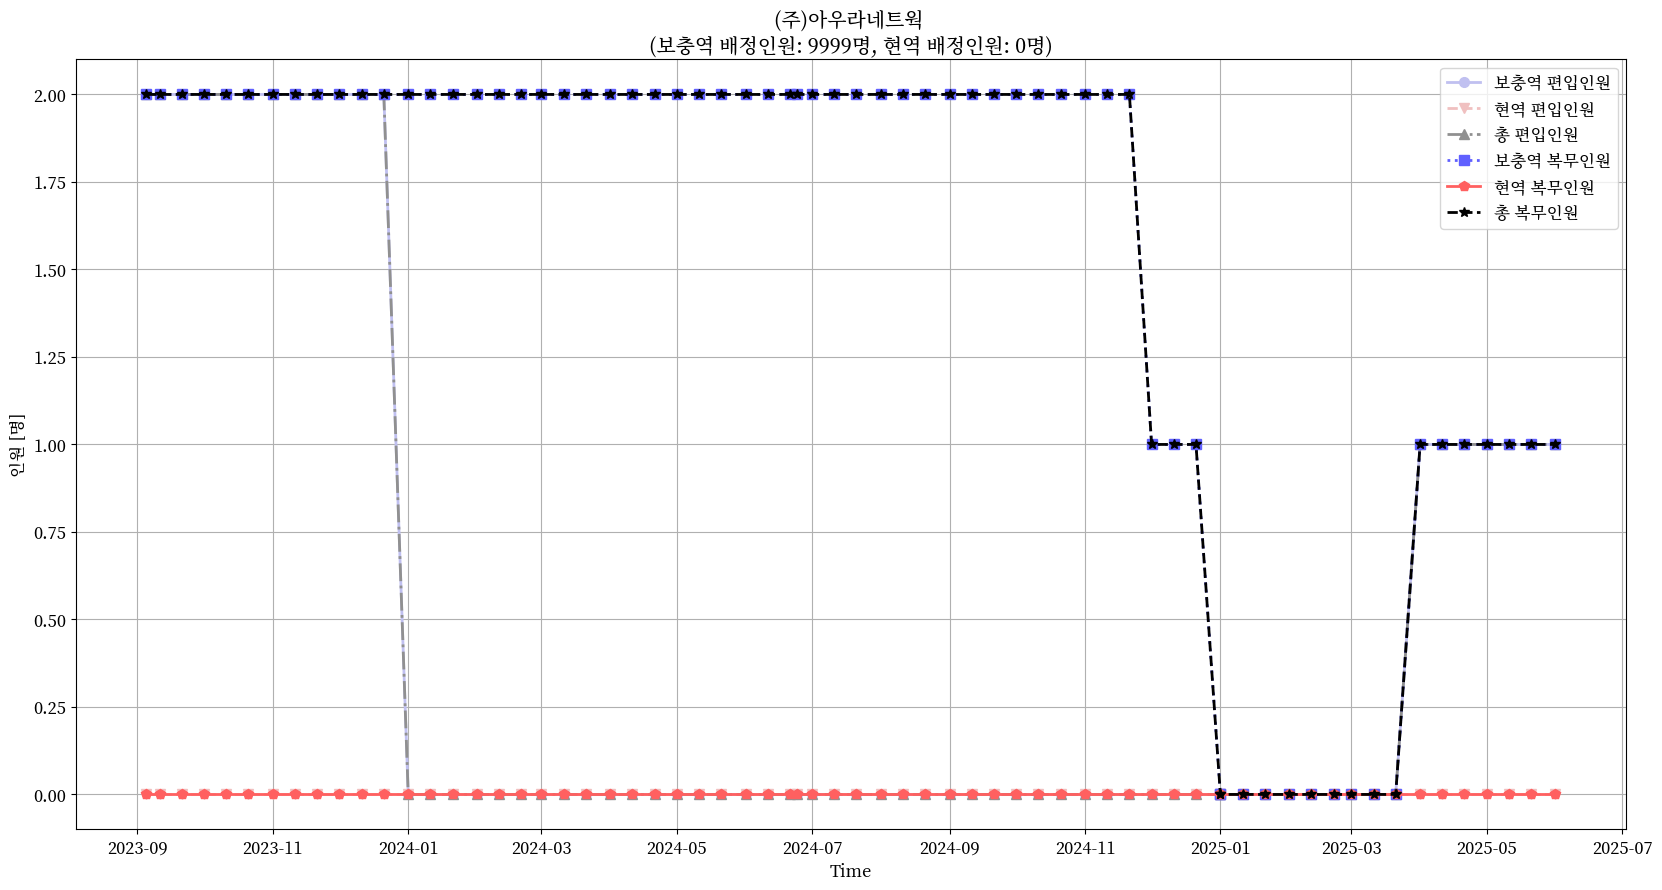 (주)아우라네트웍
(보충역 배정인원: 9999명, 현역 배정인원: 0명)
보충역 편입인원
현역 편입인원
총 편입인원
보충역 복무인원
현역 복무인원
총 복무인원
인원 [명]
2.00
1.75
1.50
1.25
1.00
0.75
0.50
0.25
0.00
2023-09 2023-11 2024-01 2024-03 2024-05 2024-07 2024-09 2024-11 2025-01 2025-03 2025-05 2025-07
Time